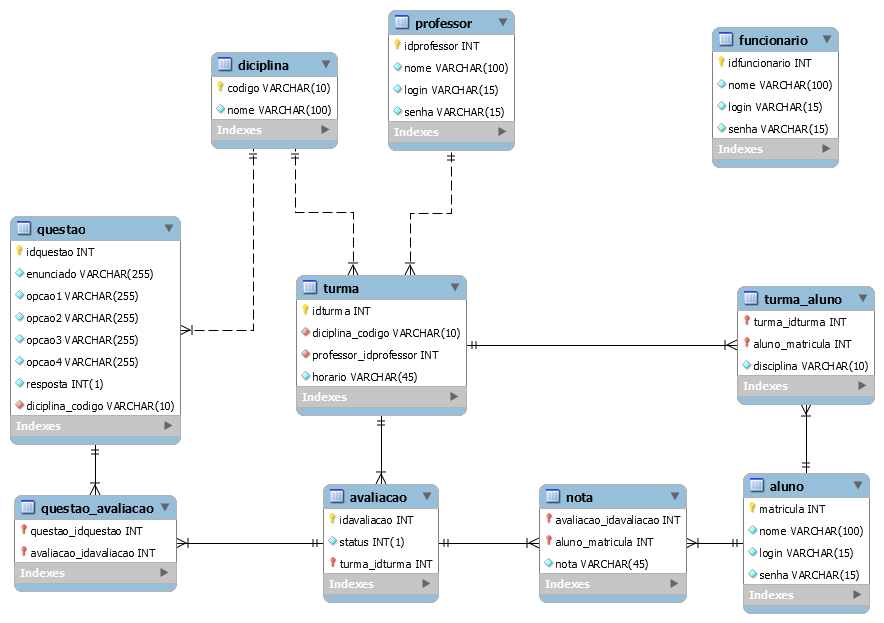 diciplina
codigo VARCHAR(10)
nome VARCHAR(100)
Indexes
professor
idprofessor INT
nome VARCHAR(100)
login VARCHAR(15)
senha VARCHAR(15)
Indexes
funcionario
idfuncionario INT
nome VARCHAR(100)
login VARCHAR(15)
senha VARCHAR(15)
Indexes
questao
idquestao INT
enunciado VARCHAR(255)
opcao1 VARCHAR(255)
opcao2 VARCHAR(255)
opcao3 VARCHAR(255)
opcao4 VARCHAR(255)
resposta INT(1)
diciplina_codigo VARCHAR(10)
Indexes
turma
idturma INT
diciplina_codigo VARCHAR(10)
professor_idprofessor INT
horario VARCHAR(45)
Indexes
turma_aluno
turma_idturma INT
aluno_matricula INT
disciplina VARCHAR(10)
Indexes
questao_avaliacao
questao_idquestao INT
avaliacao_idavaliacao INT
Indexes
avaliacao
idavaliacao INT
status INT(1)
turma_idturma INT
Indexes
nota
avaliacao_idavaliacao INT
aluno_matricula INT
nota VARCHAR(45)
Indexes
aluno
matricula INT
nome VARCHAR(100)
login VARCHAR(15)
senha VARCHAR(15)
Indexes